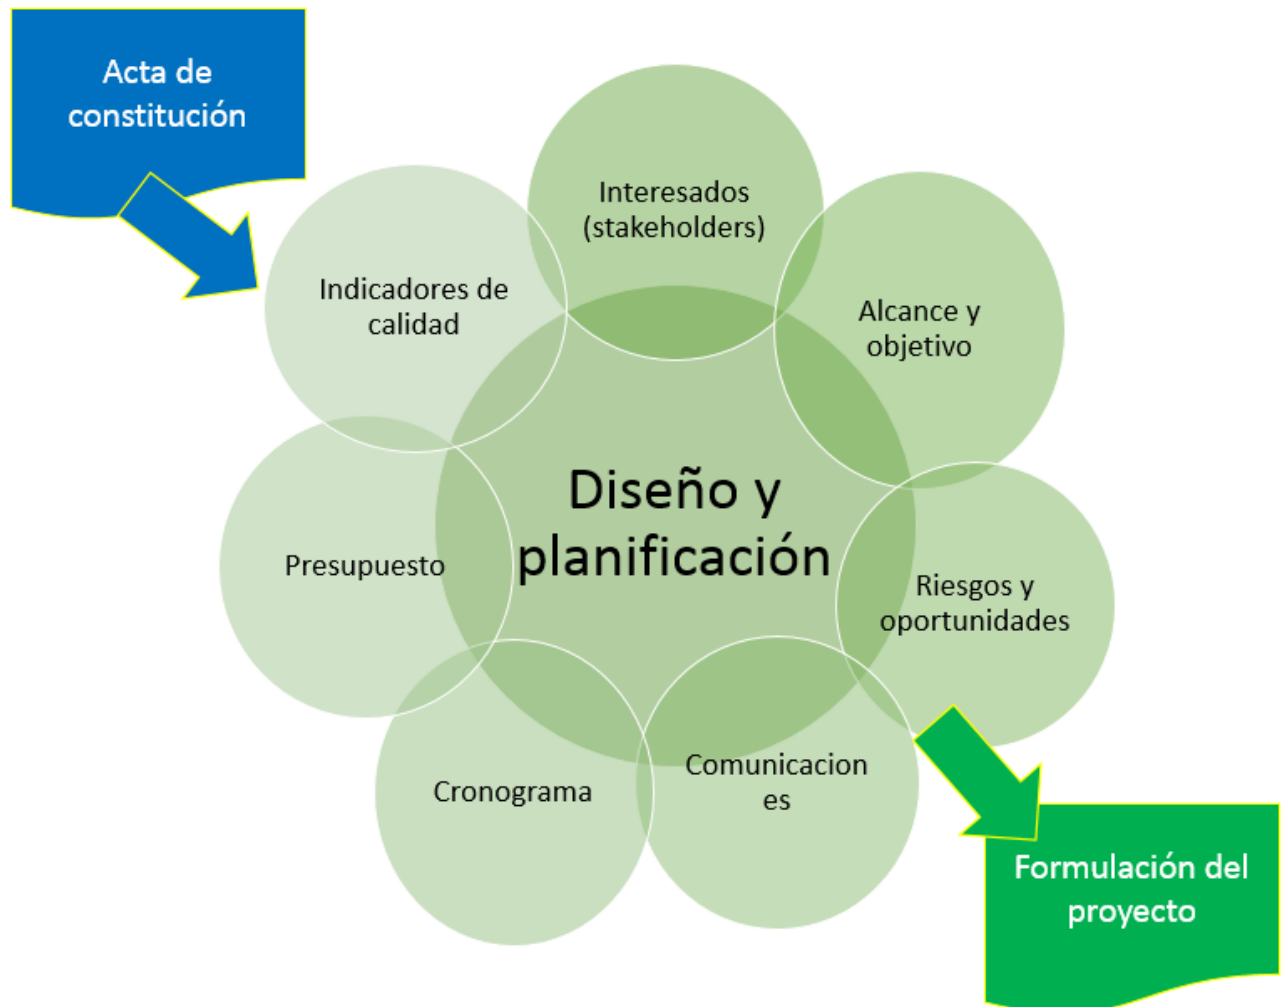 Acta de
constitución
Interesados
(stakeholders)
Alcance y
objetivo
Indicadores de
calidad
Diseño y
planificación
Presupuesto
Riesgos y
oportunidades
Comunicacion
es
Cronograma
Formulación del
proyecto